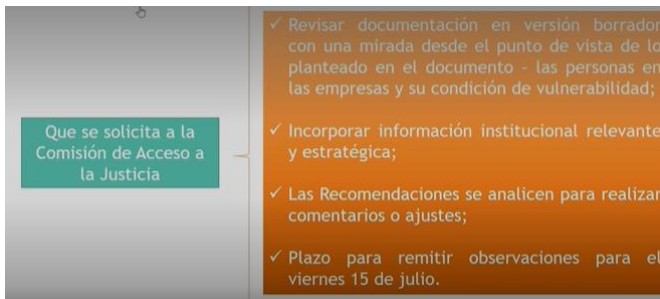 Que se solicita a la
Comisión de Acceso a
la Justicia
✓ Revisar documentación en versión borrador
con una mirada desde el punto de vista de lo
planteado en el documento - las personas en
las empresas y su condición de vulnerabilidad;
✓ Incorporar información institucional relevante
y estratégica;
✓ Las Recomendaciones se analicen para realizar
comentarios o ajustes;
✓ Plazo para remitir observaciones para el
viernes 15 de julio.